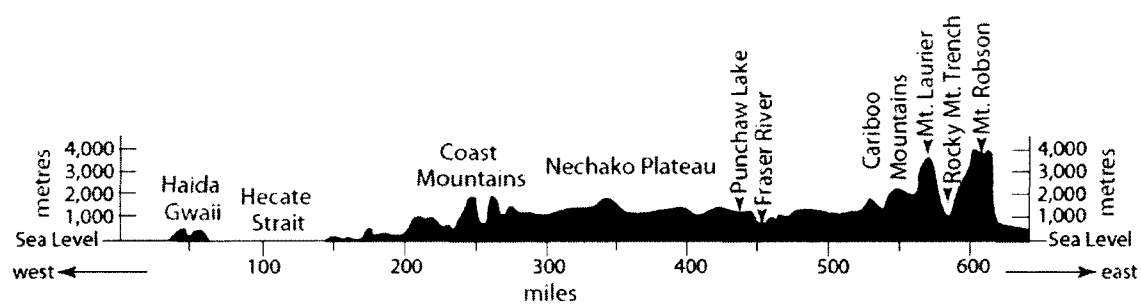 metres
4,000
3,000
2,000
1,000
Sea Level
Haida
Gwaii
Hecate
Strait
Coast
Mountains
Nechako Plateau
Punchaw Lake
Fraser River
Cariboo
Mountains
Mt. Laurier
Rocky Mt. Trench
Mt. Robson
4,000
3,000
2,000
1,000
metres
Sea Level
west
100
200
300
400
500
600
east
miles